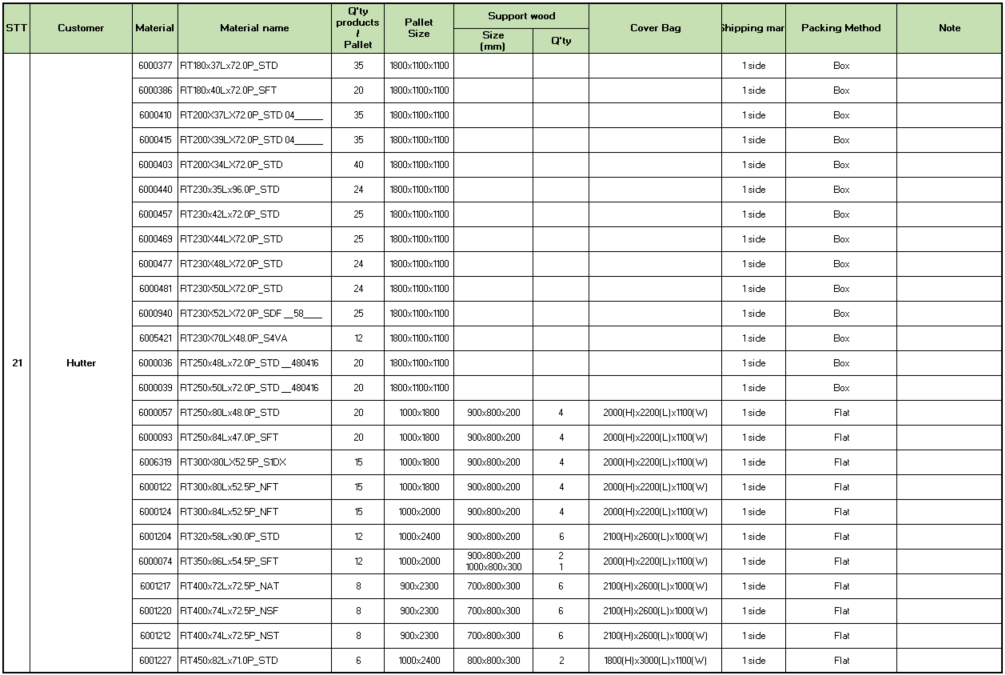 STT Customer Material Material name Q'ty products / Pallet Pallet Size Support wood Size (mm) Q'ty Cover Bag Shipping mar Packing Method Note
21 Hutter
6000377 RT180x37Lx72.0P_STD 35 1800x1100x1100 1 side Box
6000386 RT180x40Lx72.0P_SFT 20 1800x1100x1100 1 side Box
6000410 RT200X37LX72.0P_STD 04______ 35 1800x1100x1100 1 side Box
6000415 RT200X39LX72.0P_STD 04______ 35 1800x1100x1100 1 side Box
6000403 RT200X34LX72.0P_STD 40 1800x1100x1100 1 side Box
6000440 RT230x35Lx96.0P_STD 24 1800x1100x1100 1 side Box
6000457 RT230x42Lx72.0P_STD 25 1800x1100x1100 1 side Box
6000469 RT230X44LX72.0P_STD 25 1800x1100x1100 1 side Box
6000477 RT230X48LX72.0P_STD 24 1800x1100x1100 1 side Box
6000481 RT230X50LX72.0P_STD 24 1800x1100x1100 1 side Box
6000940 RT230X52LX72.0P_SDF __58____ 25 1800x1100x1100 1 side Box
6005421 RT230X70LX48.0P_S4VA 12 1800x1100x1100 1 side Box
6000036 RT250x48Lx72.0P_STD __480416 20 1800x1100x1100 1 side Box
6000039 RT250x50Lx72.0P_STD __480416 20 1800x1100x1100 1 side Box
6000057 RT250x80Lx48.0P_STD 20 1000x1800 900x800x200 4 2000(H)x2200(L)x1100(W) 1 side Flat
6000093 RT250x84Lx47.0P_SFT 20 1000x1800 900x800x200 4 2000(H)x2200(L)x1100(W) 1 side Flat
6006319 RT300X80LX52.5P_S1DX 15 1000x1800 900x800x200 4 2000(H)x2200(L)x1100(W) 1 side Flat
6000122 RT300x80Lx52.5P_NFT 15 1000x1800 900x800x200 4 2000(H)x2200(L)x1100(W) 1 side Flat
6000124 RT300x84Lx52.5P_NFT 15 1000x2000 900x800x200 4 2000(H)x2200(L)x1100(W) 1 side Flat
6001204 RT320x58Lx90.0P_STD 12 1000x2400 900x800x200 6 2100(H)x2600(L)x1100(W) 1 side Flat
6000074 RT350x86Lx54.5P_SFT 12 1000x2000 900x800x200 1000x800x300 2 1 2000(H)x2200(L)x1100(W) 1 side Flat
6001217 RT400x72Lx72.5P_NAT 8 900x2300 700x800x300 6 2100(H)x2600(L)x1000(W) 1 side Flat
6001220 RT400x74Lx72.5P_NSF 8 900x2300 700x800x300 6 2100(H)x2600(L)x1000(W) 1 side Flat
6001212 RT400x74Lx72.5P_NST 8 900x2300 700x800x300 6 2100(H)x2600(L)x1000(W) 1 side Flat
6001227 RT450x82Lx71.0P_STD 6 1000x2400 800x800x300 2 1800(H)x3000(L)x1100(W) 1 side Flat